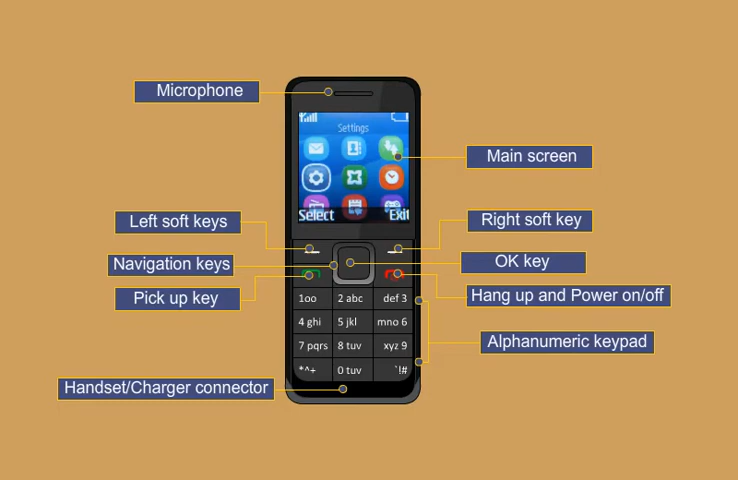 Microphone
Settings
Main screen
Select
Exit
Left soft keys
Right soft key
Navigation keys
OK key
Pick up key
Hang up and Power on/off
1oo
2 abc
def 3
4 ghi
5 jkl
mno 6
Alphanumeric keypad
7 pqrs
8 tuv
xyz 9
*^+
0 tuv
`!#
Handset/Charger connector